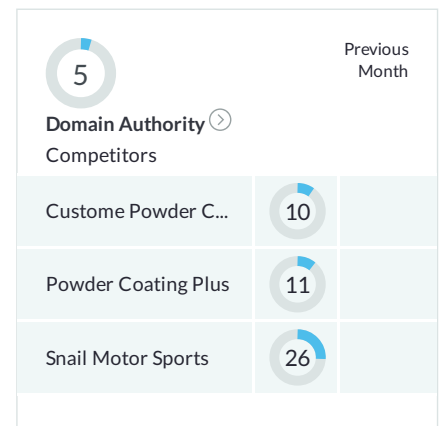 5
Previous
Month
Domain Authority
Competitors
Custome Powder C... 10
Powder Coating Plus 11
Snail Motor Sports 26